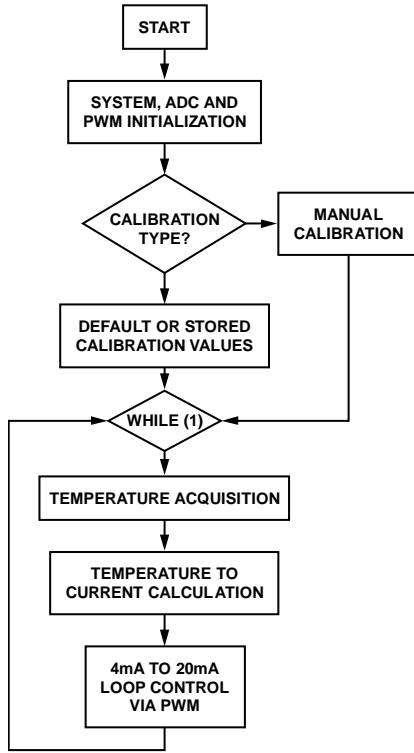 START
SYSTEM, ADC AND
PWM INITIALIZATION
CALIBRATION
TYPE?
MANUAL
CALIBRATION
DEFAULT OR STORED
CALIBRATION VALUES
WHILE (1)
TEMPERATURE ACQUISITION
TEMPERATURE TO
CURRENT CALCULATION
4mA TO 20mA
LOOP CONTROL
VIA PWM